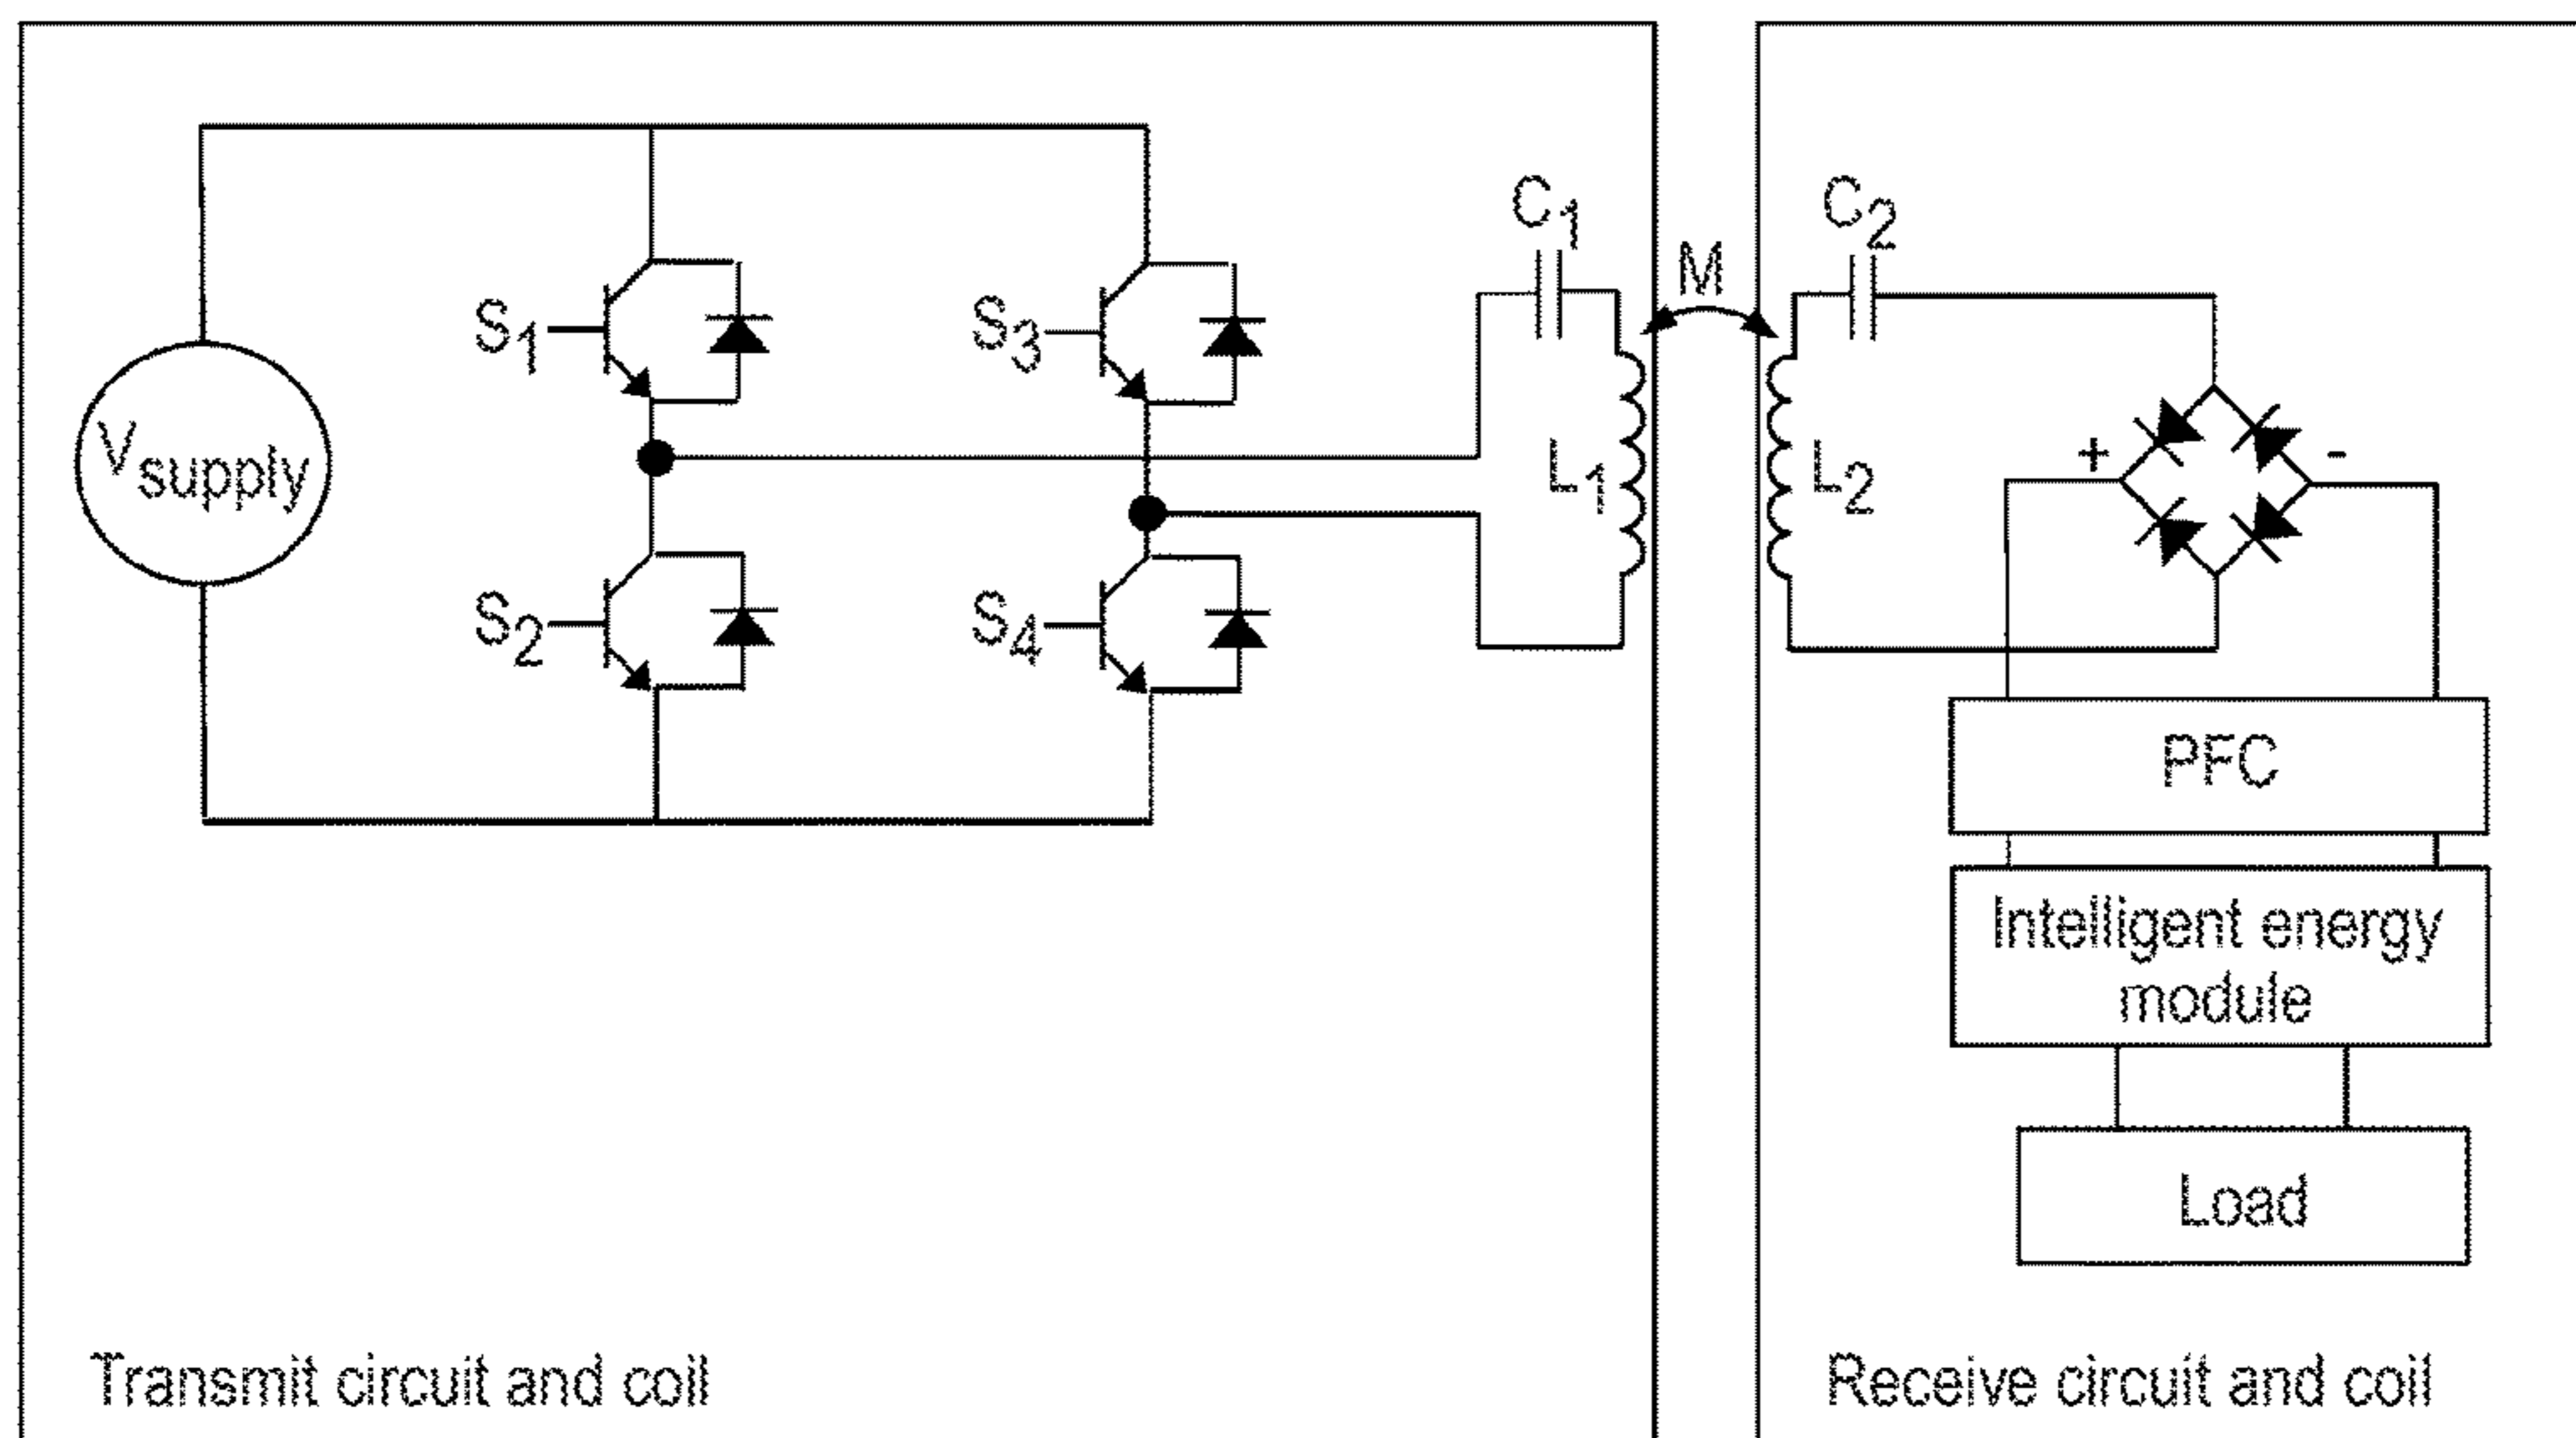 V supply
S1
S3
S2
S4
C1
L1
M
C2
L2
+
-
PFC
Intelligent energy
module
Load
Transmit circuit and coil
Receive circuit and coil